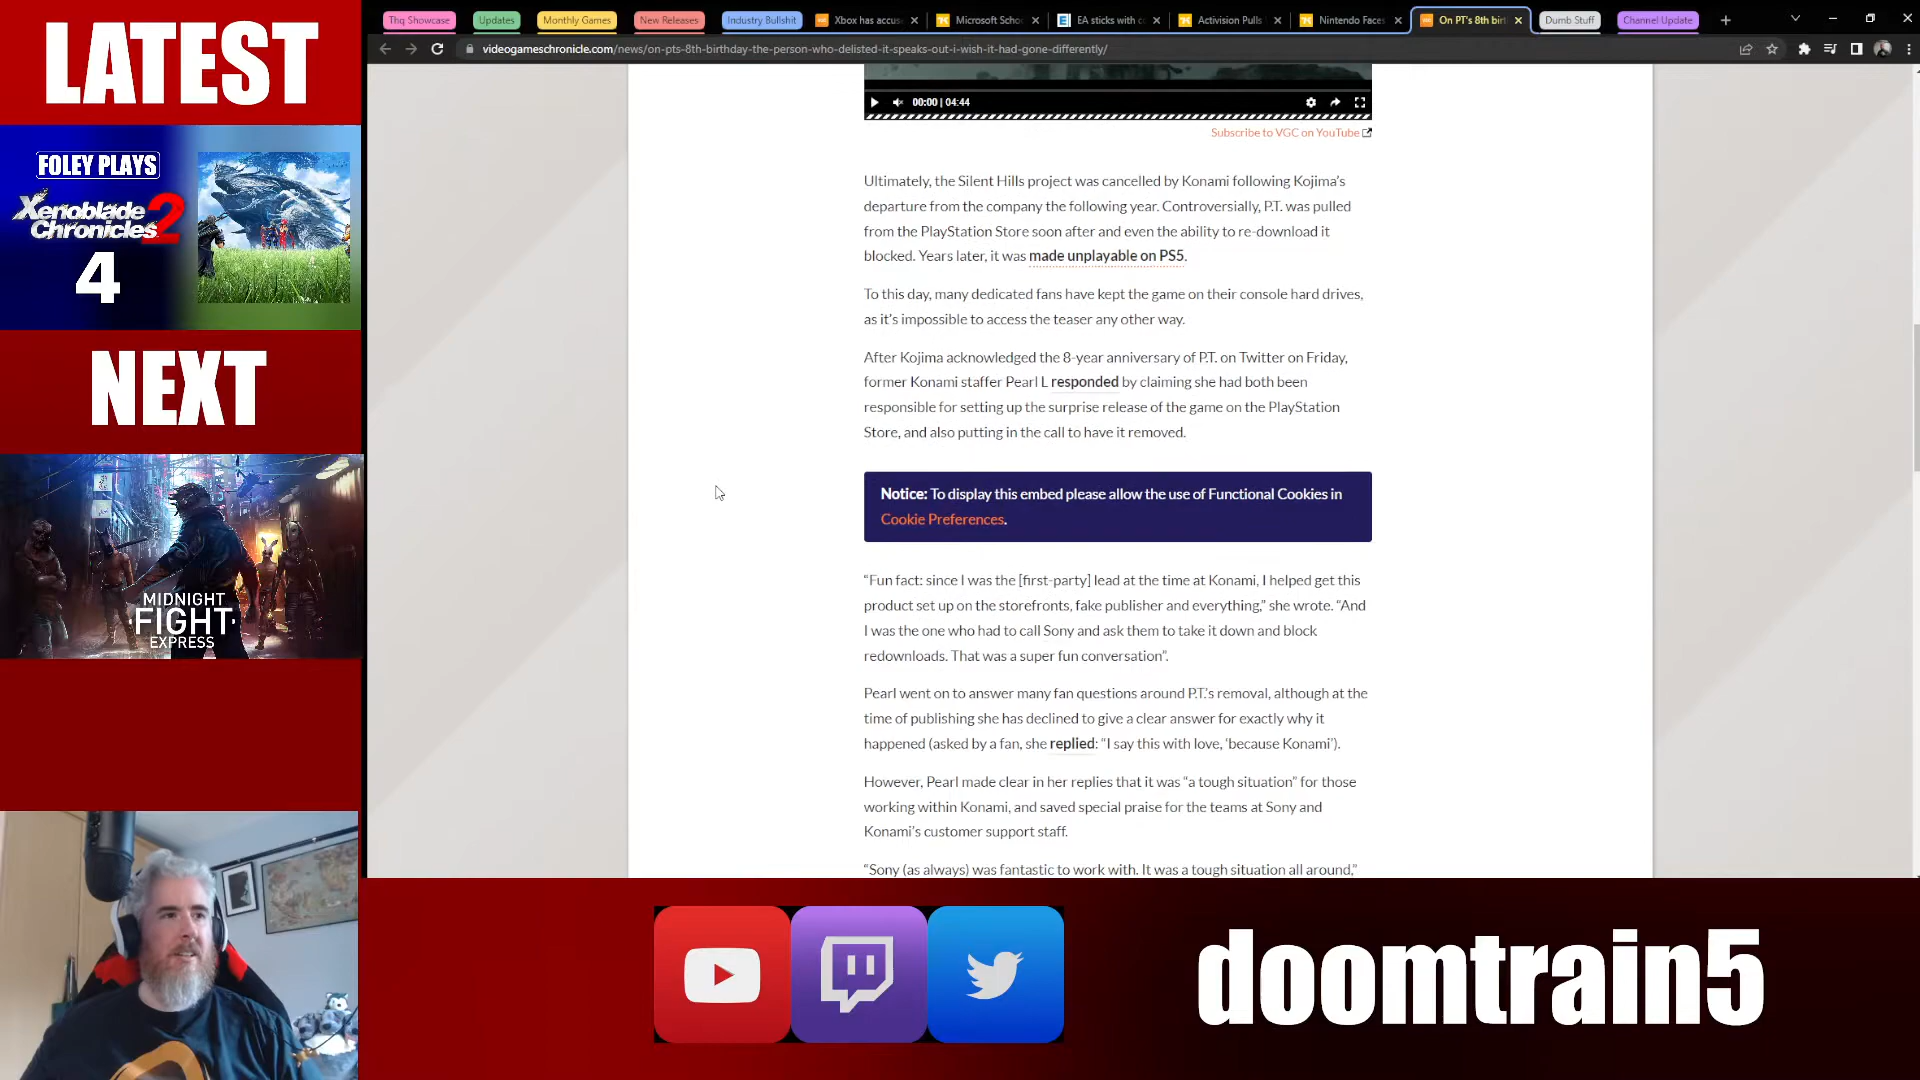 LATEST
FOLEY PLAYS
Xenoblade
Chronicles 2
4
NEXT
MIDNIGHT
FIGHT
EXPRESS
Thq Showcase
Updates
Monthly Games
New Releases
Industry Bullshit
Xbox has accus
Microsoft Scho
EA sticks with c
Activision Pulls
Nintendo Faces
On PT's 8th birt
Dumb Stuff
Channel Update
videogameschronicle.com/news/on-pts-8th-birthday-the-person-who-delisted-it-speaks-out-i-wish-it-had-gone-differently/
00:00 | 04:44
Subscribe to VGC on YouTube
Ultimately, the Silent Hills project was cancelled by Konami following Kojima's
departure from the company the following year. Controversially, P.T. was pulled
from the PlayStation Store soon after and even the ability to re-download it
blocked. Years later, it was made unplayable on PS5.
To this day, many dedicated fans have kept the game on their console hard drives,
as it's impossible to access the teaser any other way.
After Kojima acknowledged the 8-year anniversary of P.T. on Twitter on Friday,
former Konami staffer Pearl L responded by claiming she had both been
responsible for setting up the surprise release of the game on the PlayStation
Store, and also putting in the call to have it removed.
Notice: To display this embed please allow the use of Functional Cookies in
Cookie Preferences.
“Fun fact: since I was the [first-party] lead at the time at Konami, I helped get this
product set up on the storefronts, fake publisher and everything,” she wrote. “And
I was the one who had to call Sony and ask them to take it down and block
redownloads. That was a super fun conversation”.
Pearl went on to answer many fan questions around P.T.'s removal, although at the
time of publishing she has declined to give a clear answer for exactly why it
happened (asked by a fan, she replied: “I say this with love, ‘because Konami’).
However, Pearl made clear in her replies that it was “a tough situation” for those
working within Konami, and saved special praise for the teams at Sony and
Konami's customer support staff.
“Sony (as always) was fantastic to work with. It was a tough situation all around,”
doomtrain5